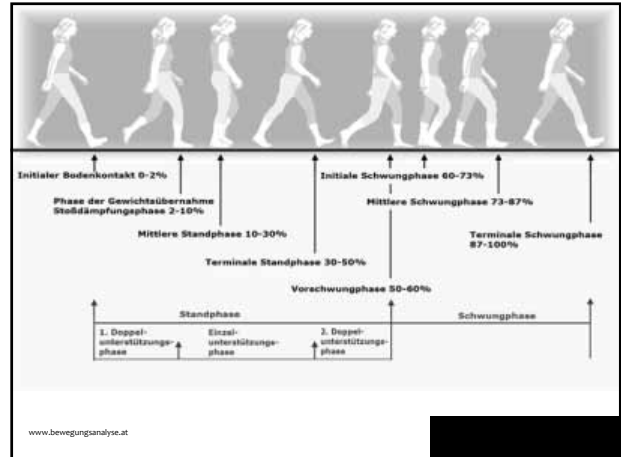 Initialer Bodenkontakt 0-2%
Initiale Schwungphase 60-73%
Phase der Gewichtsübernahme
Stoßdämpfungsphase 2-10%
Mittlere Schwungphase 73-87%
Mittlere Standphase 10-30%
Terminale Schwungphase
87-100%
Terminale Standphase 30-50%
Vorschwungphase 50-60%
Standphase
Schwungphase
1. Doppel-
unterstützungs-
phase
Einzel-
unterstützungs-
phase
2. Doppel-
unterstützungs-
phase
www.bewegungsanalyse.at